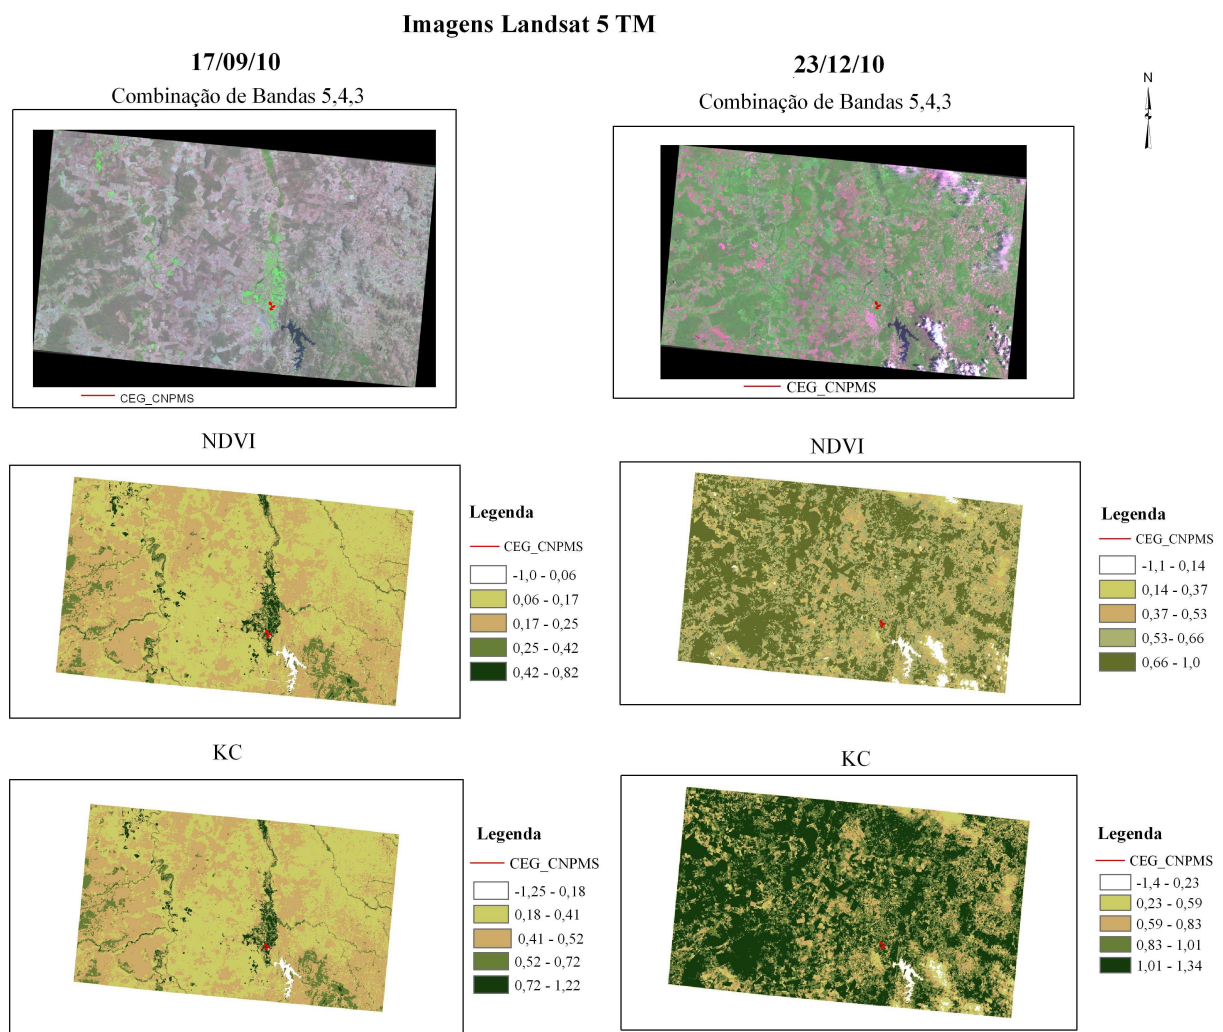 Imagens Landsat 5 TM
17/09/10
23/12/10
Combinação de Bandas 5,4,3
Combinação de Bandas 5,4,3
N
CEG_CNPMS
CEG_CNPMS
NDVI
NDVI
Legenda
CEG_CNPMS
-1,0 - 0,06
0,06 - 0,17
0,17 - 0,25
0,25 - 0,42
0,42 - 0,82
Legenda
CEG_CNPMS
-1,1 - 0,14
0,14 - 0,37
0,37 - 0,53
0,53- 0,66
0,66 - 1,0
KC
KC
Legenda
CEG_CNPMS
-1,25 - 0,18
0,18 - 0,41
0,41 - 0,52
0,52 - 0,72
0,72 - 1,22
Legenda
CEG_CNPMS
-1,4 - 0,23
0,23 - 0,59
0,59 - 0,83
0,83 - 1,01
1,01 - 1,34